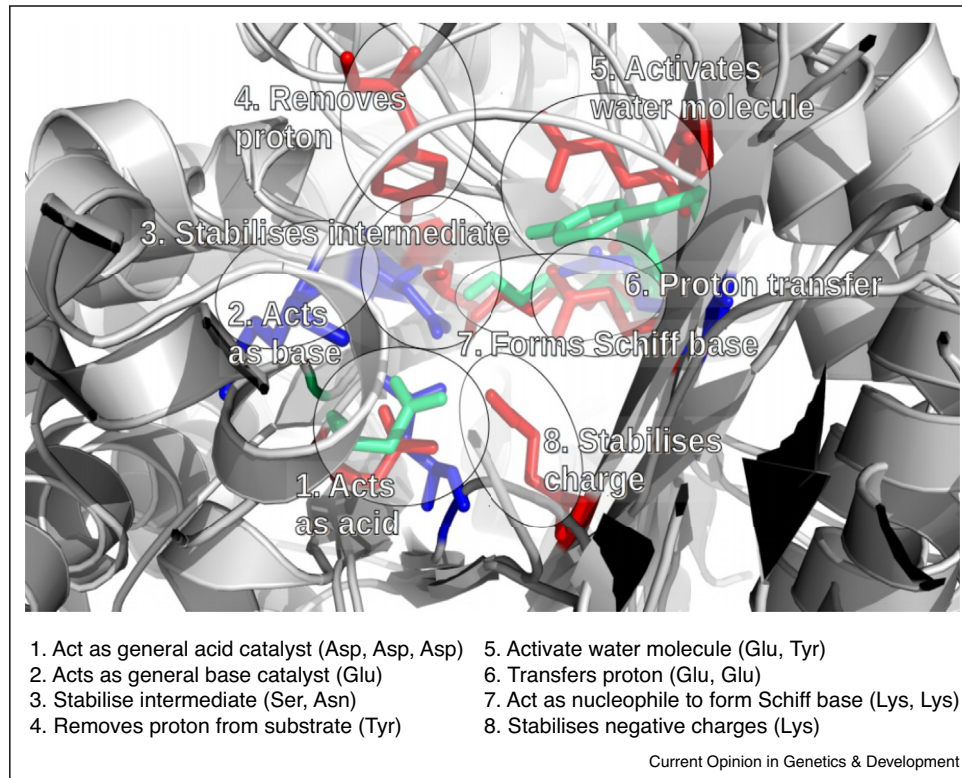 4. Removes
proton
5. Activates
water molecule
3. Stabilises intermediate
2. Acts
as base
6. Proton transfer
7. Forms Schiff base
8. Stabilises
charge
1. Acts
as acid
1. Act as general acid catalyst (Asp, Asp, Asp)
2. Acts as general base catalyst (Glu)
3. Stabilise intermediate (Ser, Asn)
4. Removes proton from substrate (Tyr)
5. Activate water molecule (Glu, Tyr)
6. Transfers proton (Glu, Glu)
7. Act as nucleophile to form Schiff base (Lys, Lys)
8. Stabilises negative charges (Lys)
Current Opinion in Genetics & Development